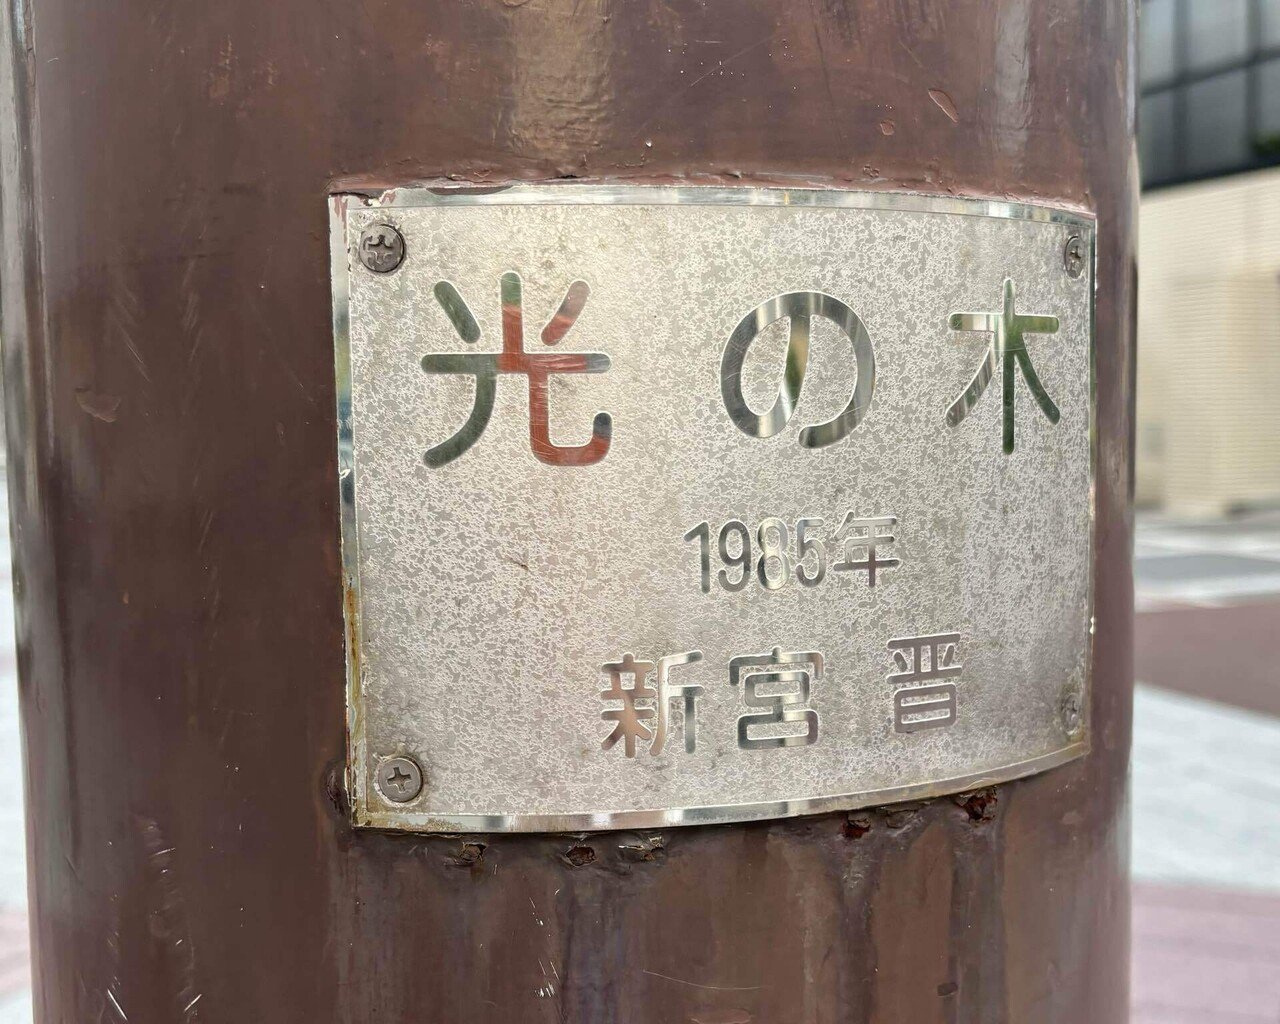 光の木
1985年
新宮 晋